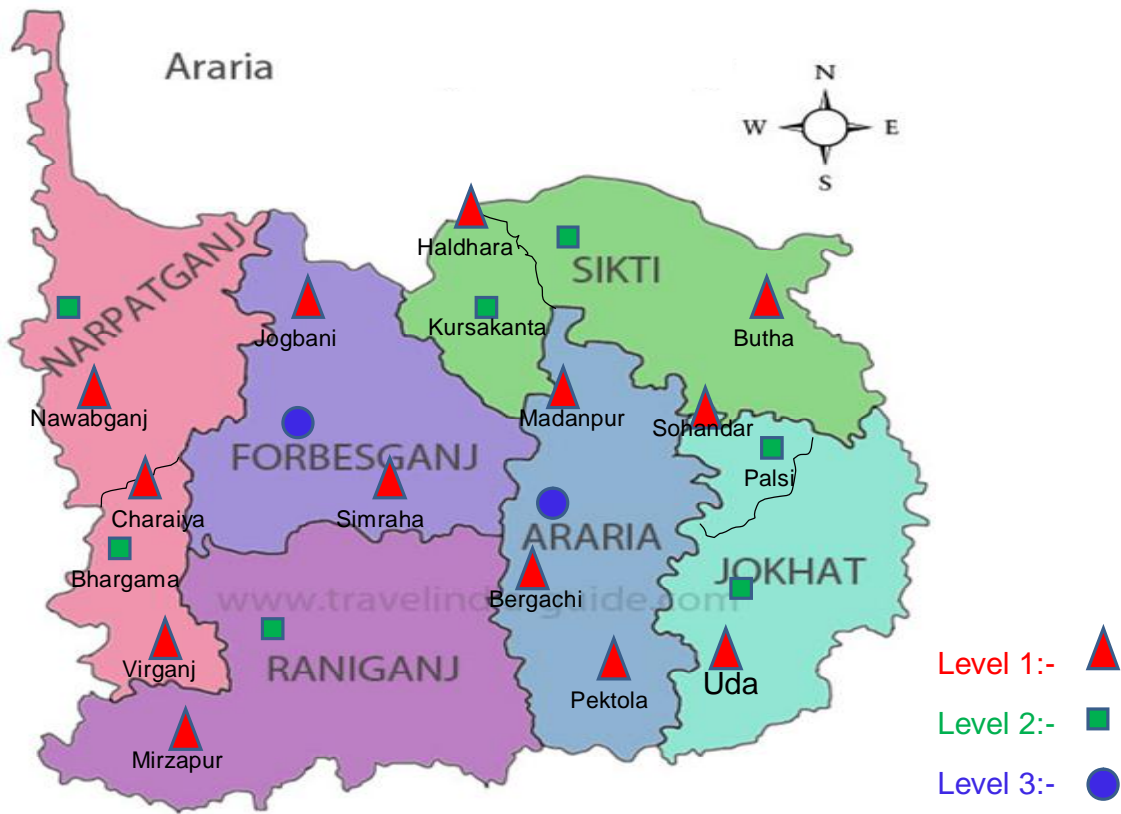 Araria
N
W E
S
Haldhara
SIKTI
NARPATGANJ
Jogbani
Kursakanta
Butha
Nawabganj
Madanpur
Sohandar
FORBESGANJ
Palsi
Charaiya
Simraha
ARARIA
Bhargama
JOKHAT
Bergachi
www.travelindiaguide.com
Virganj
RANIGANJ
Uda
Level 1:-
Pektola
Level 2:-
Mirzapur
Level 3:-